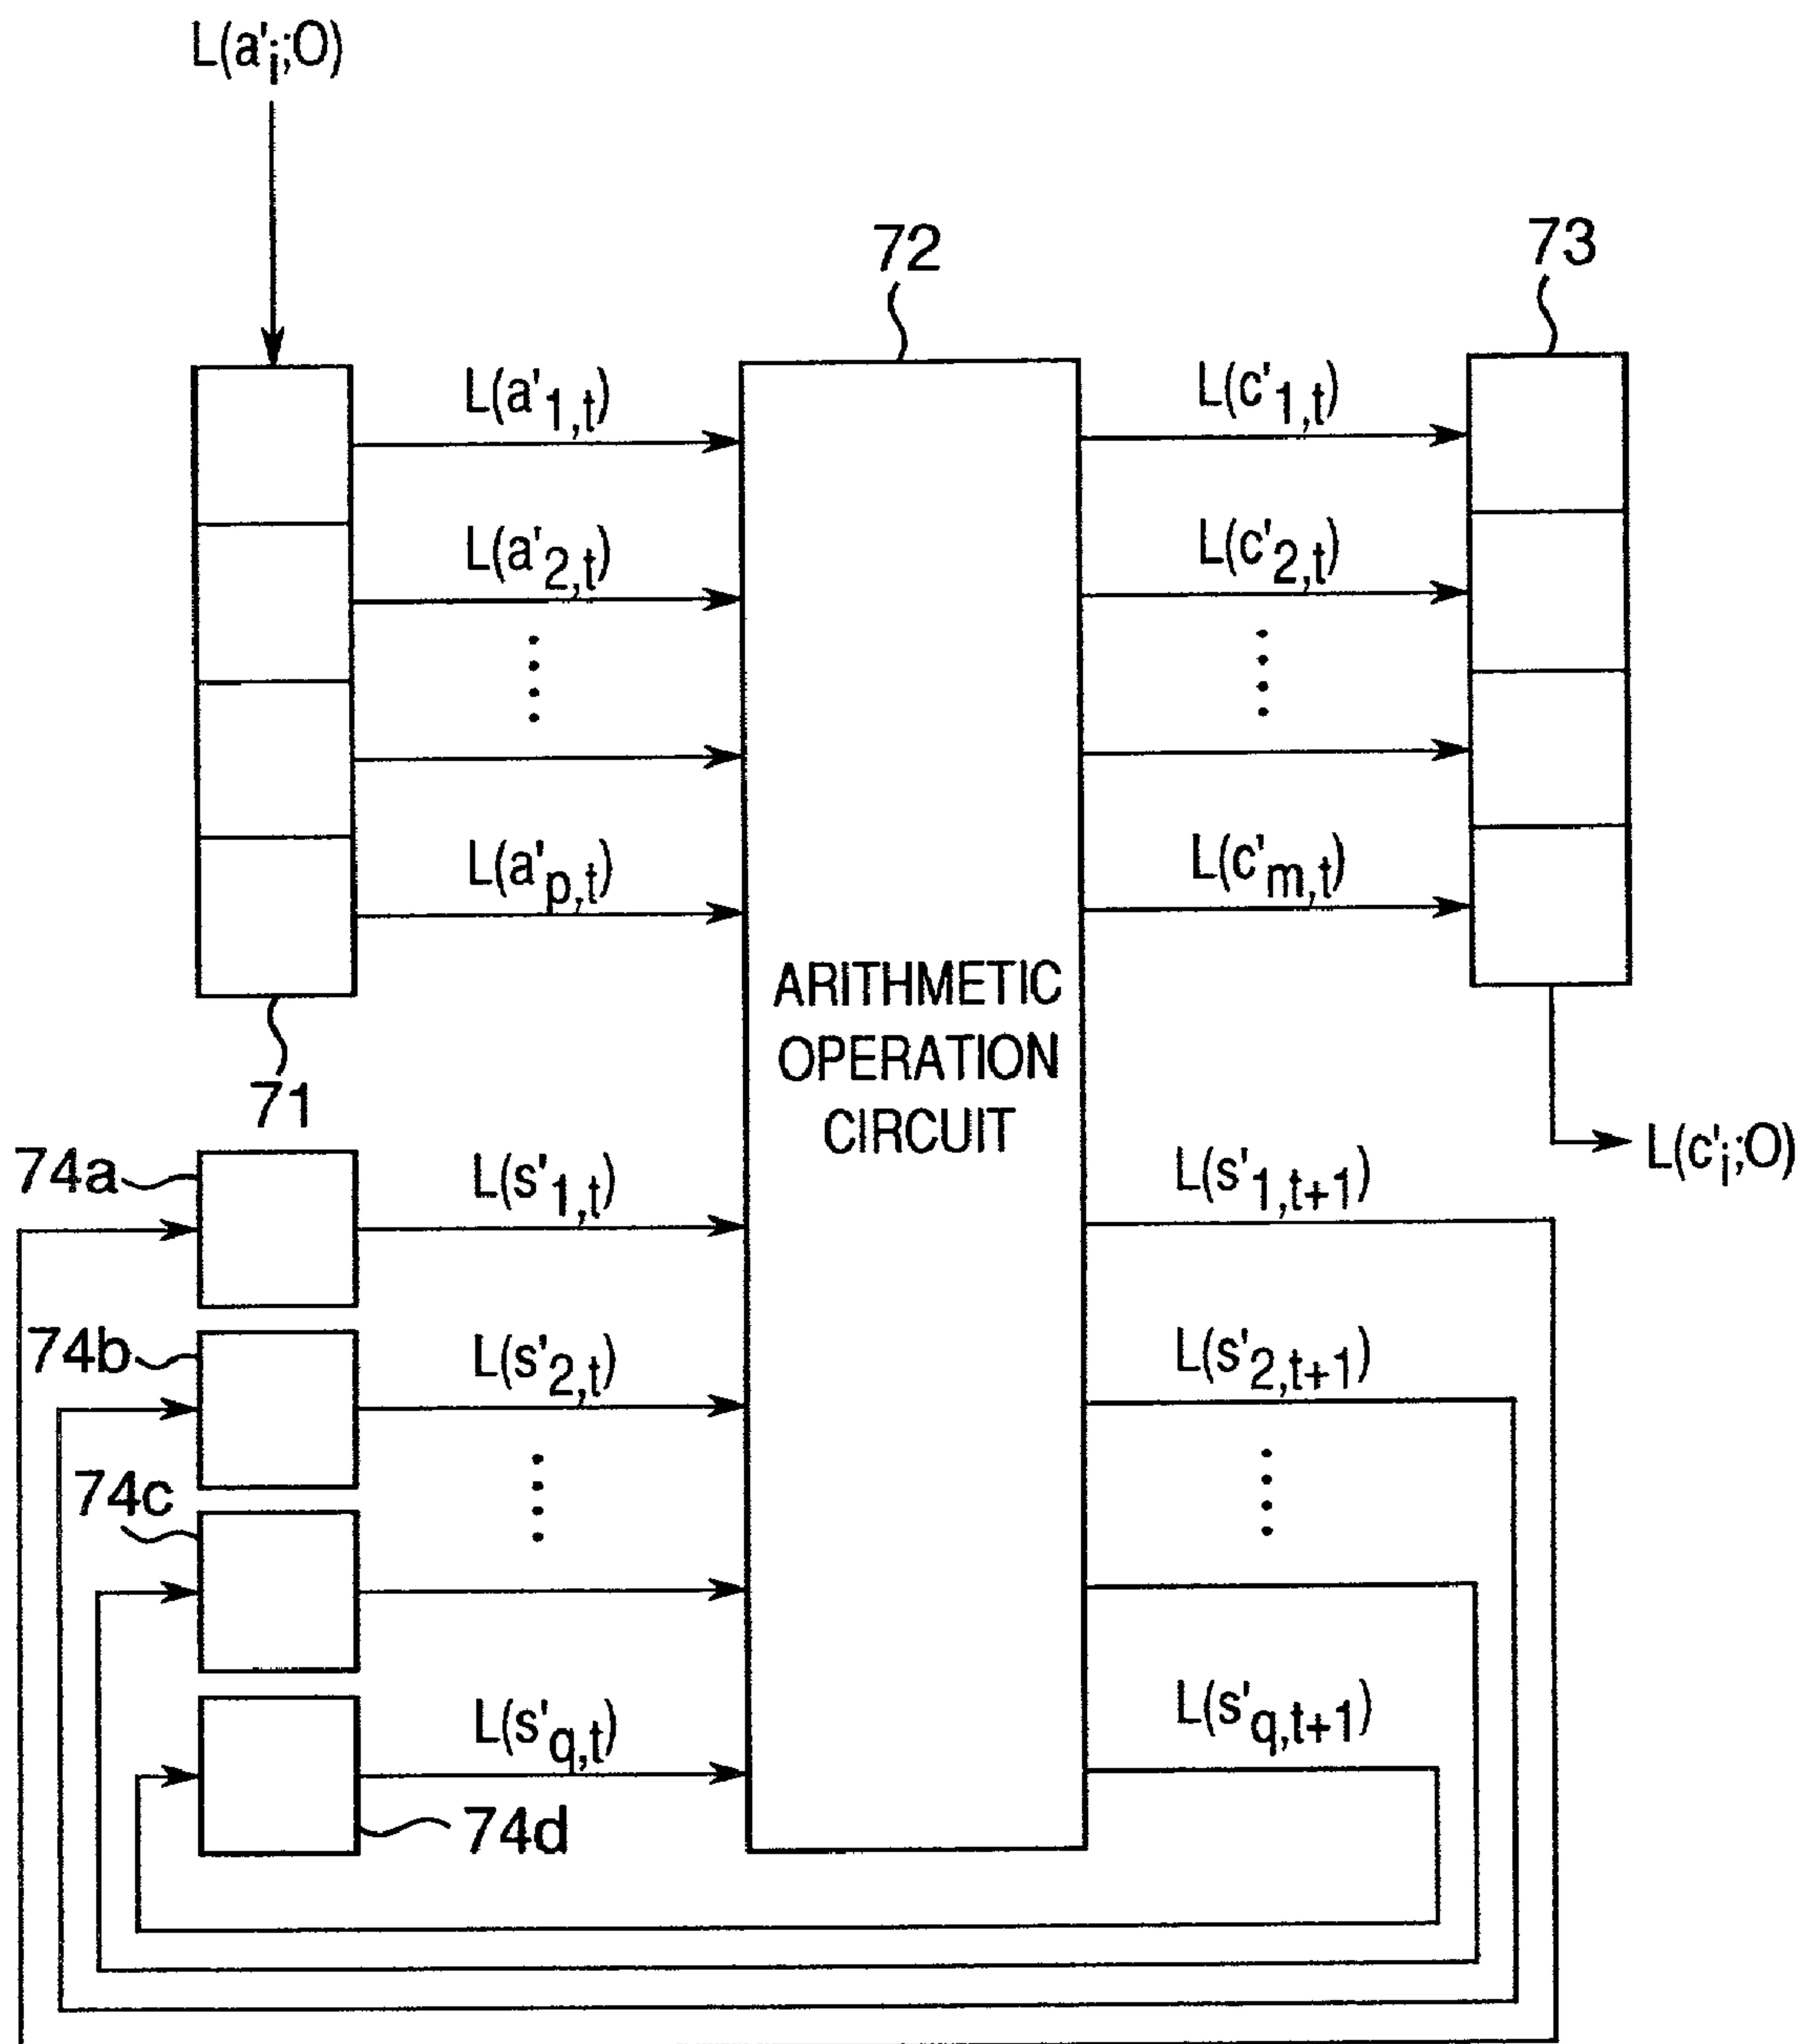 L(a'i;O)
72
73
L(a'1,t)
L(c'1,t)
L(a'2,t)
L(c'2,t)
L(a'p,t)
L(c'm,t)
ARITHMETIC
OPERATION
CIRCUIT
71
L(c'i;O)
74a
L(s'1,t)
L(s'1,t+1)
74b
L(s'2,t)
L(s'2,t+1)
74c
L(s'q,t)
L(s'q,t+1)
74d